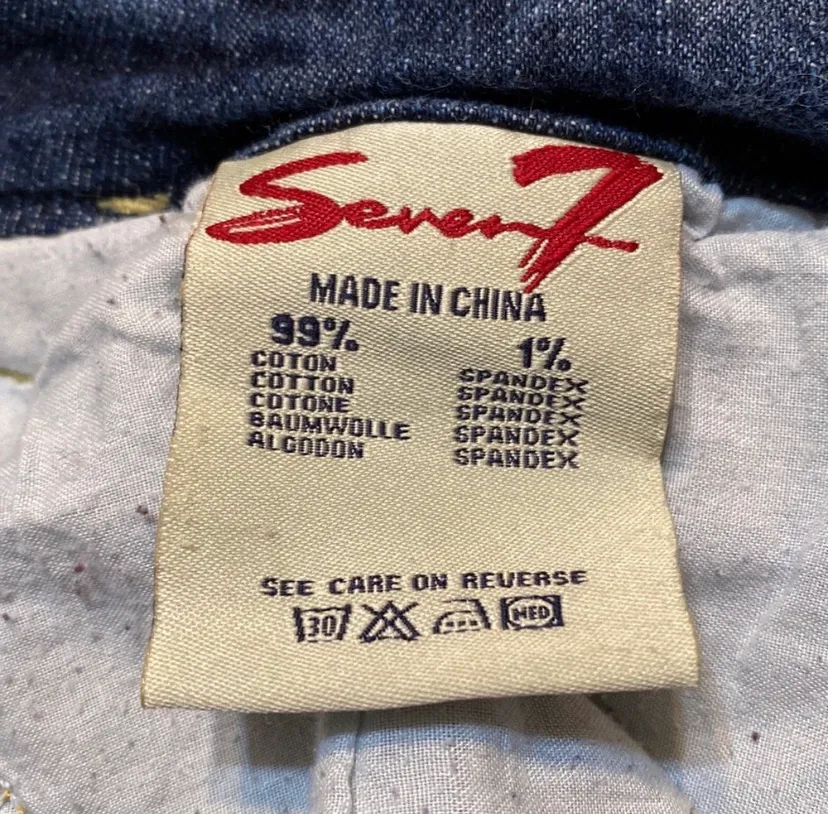 Seven7
MADE IN CHINA
99% 1%
COTON SPANDEX
COTTON SPANDEX
COTONE SPANDEX
BAUMWOLLE SPANDEX
ALGODON SPANDEX
SEE CARE ON REVERSE
30 MED